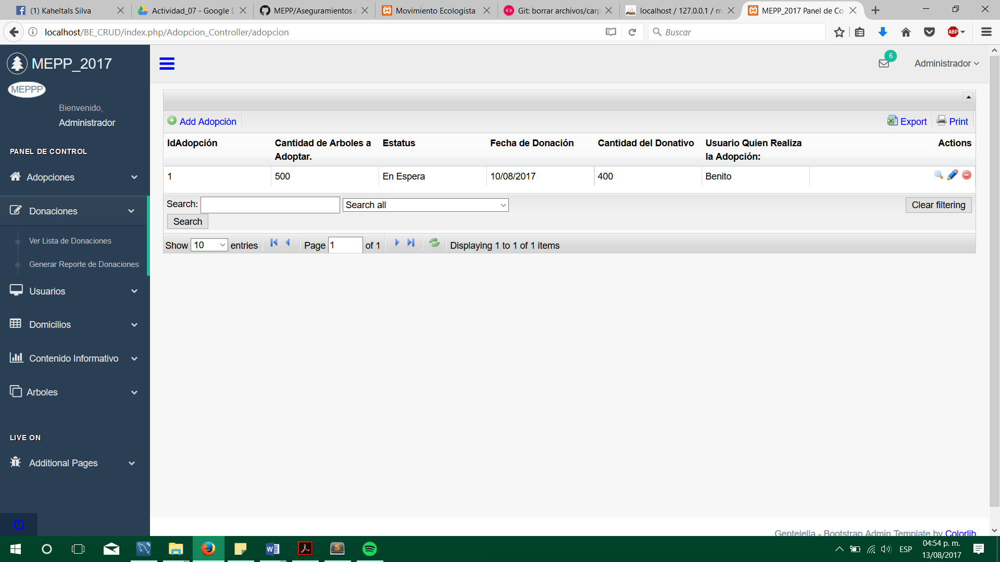 (1) Kaheltals Silva
Actividad_07 - Google D
MEPP/Aseguramientos
Movimiento Ecologista
Git: borrar archivos/carp
localhost / 127.0.0.1 / m
MEPP_2017 Panel de Co
localhost/BE_CRUD/index.php/Adopcion_Controller/adopcion
Buscar
ABP
MEPP_2017
MEPPP
Bienvenido,
Administrador
6
Administrador
PANEL DE CONTROL
Adopciones
Donaciones
Ver Lista de Donaciones
Generar Reporte de Donaciones
Usuarios
Domicilios
Contenido Informativo
Arboles
LIVE ON
Additional Pages
Add Adopción
Export
Print
IdAdopción
Cantidad de Arboles a
Adoptar.
Estatus
Fecha de Donación
Cantidad del Donativo
Usuario Quien Realiza
la Adopción:
Actions
1
500
En Espera
10/08/2017
400
Benito
Search:
Search all
Clear filtering
Search
Show 10 entries
Page 1 of 1
Displaying 1 to 1 of 1 items
Gentelella - Bootstrap Admin Template by Colorlib
ESP
04:54 p. m.
13/08/2017